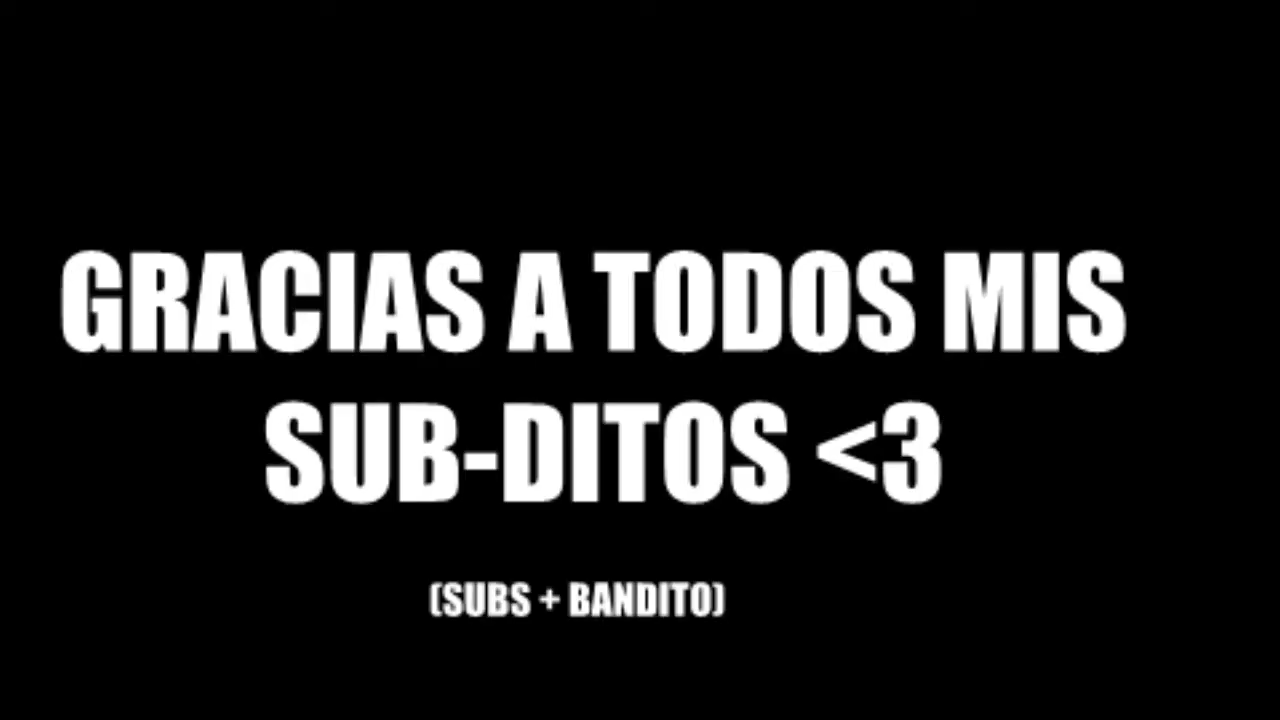 GRACIAS A TODOS MIS
SUB-DITOS <3
(SUBS + BANDITO)